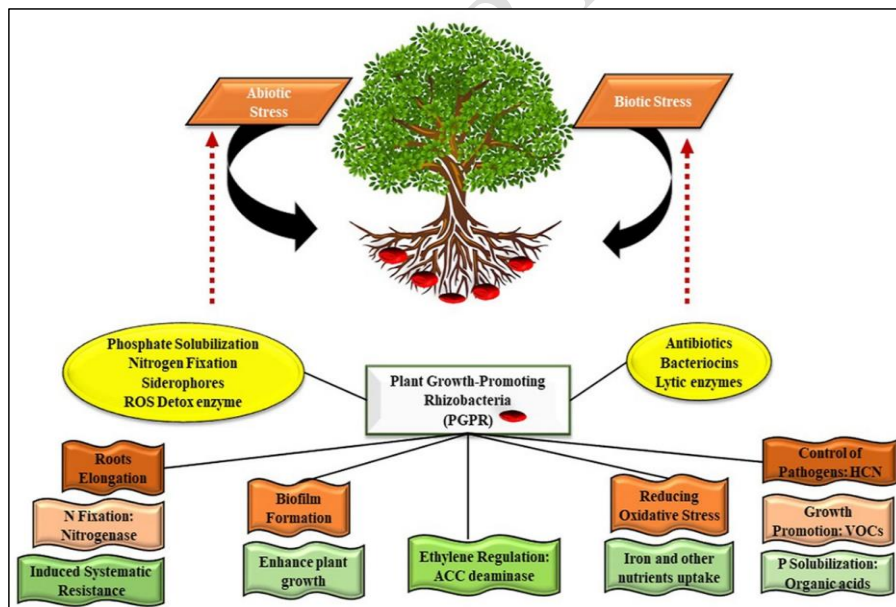 Abiotic
Stress
Biotic Stress
Phosphate Solubilization
Nitrogen Fixation
Siderophores
ROS Detox enzyme
Plant Growth-Promoting
Rhizobacteria
(PGPR)
Antibiotics
Bacteriocins
Lytic enzymes
Roots
Elongation
N Fixation:
Nitrogenase
Induced Systematic
Resistance
Biofilm
Formation
Enhance plant
growth
Ethylene Regulation:
ACC deaminase
Reducing
Oxidative Stress
Iron and other
nutrients uptake
Control of
Pathogens: HCN
Growth
Promotion: VOCs
P Solubilization:
Organic acids